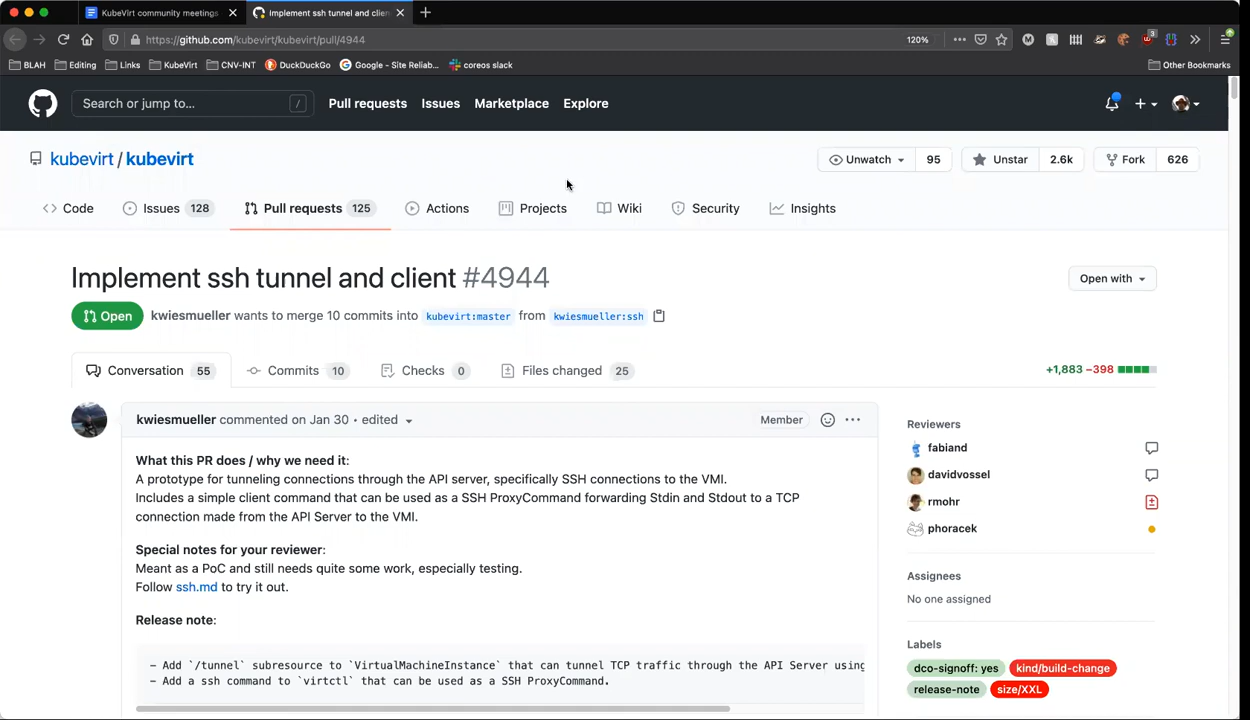 KubeVirt community meetings
Implement ssh tunnel and clien
https://github.com/kubevirt/kubevirt/pull/4944
120%
3
BLAH
Editing
Links
KubeVirt
CNV-INT
DuckDuckGo
Google - Site Reliab...
coreos slack
Other Bookmarks
Search or jump to...
/
Pull requests
Issues
Marketplace
Explore
kubevirt / kubevirt
Unwatch
95
Unstar
2.6k
Fork
626
Code
Issues 128
Pull requests 125
Actions
Projects
Wiki
Security
Insights
Implement ssh tunnel and client #4944
Open with
Open
kwiesmueller wants to merge 10 commits into kubevirt:master from kwiesmueller:ssh
Conversation 55
Commits 10
Checks 0
Files changed 25
+1,883 −398
kwiesmueller commented on Jan 30 • edited
Member
What this PR does / why we need it:
A prototype for tunneling connections through the API server, specifically SSH connections to the VMI.
Includes a simple client command that can be used as a SSH ProxyCommand forwarding Stdin and Stdout to a TCP
connection made from the API Server to the VMI.
Special notes for your reviewer:
Meant as a PoC and still needs quite some work, especially testing.
Follow ssh.md to try it out.
Release note:
- Add `/tunnel` subresource to `VirtualMachineInstance` that can tunnel TCP traffic through the API Server using
- Add a ssh command to `virtctl` that can be used as a SSH ProxyCommand.
Reviewers
fabiand
davidvossel
rmohr
phoracek
Assignees
No one assigned
Labels
dco-signoff: yes
kind/build-change
release-note
size/XXL